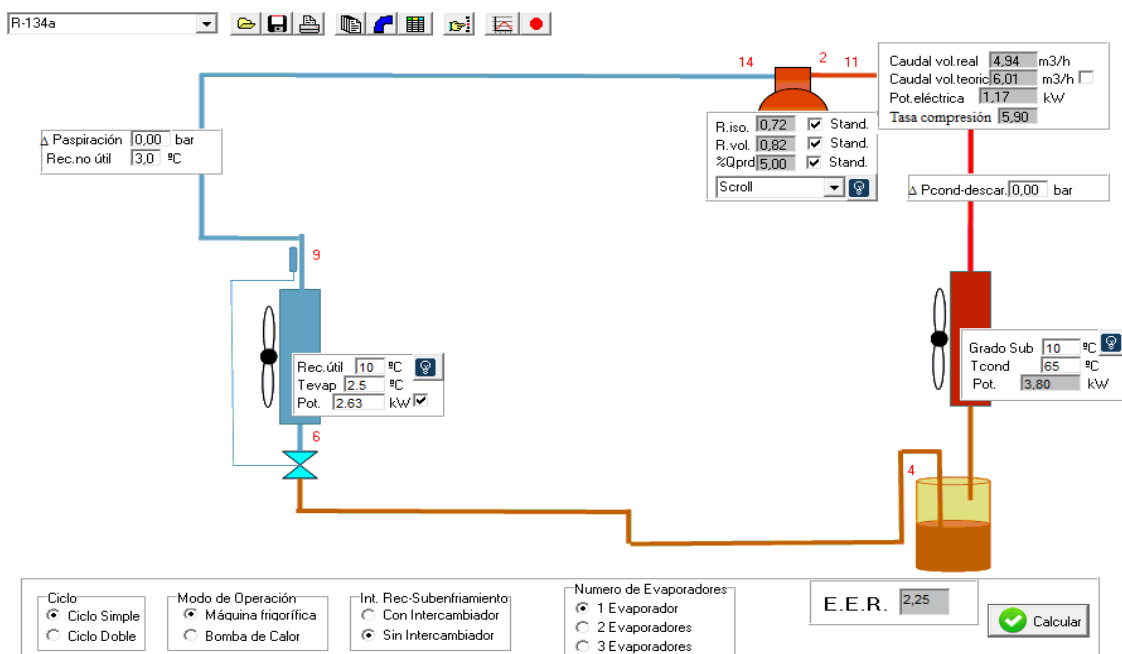 R-134a
14 2 11
Caudal vol.real 4,94 m3/h
Caudal vol.teoric 6,01 m3/h
Pot.eléctrica 1,17 kW
Tasa compresión 5,90
Δ Paspiración 0,00 bar
Rec.no útil 3,0 ºC
R.iso. 0,72 Stand.
R.vol. 0,82 Stand.
%Qprd 5,00 Stand.
Scroll
Δ Pcond-descar. 0,00 bar
9
Rec.útil 10 ºC
Tevap 2.5 ºC
Pot. 2.63 kW
Grado Sub 10 ºC
Tcond 65 ºC
Pot. 3,80 kW
6
4
Ciclo
Ciclo Simple
Ciclo Doble
Modo de Operación
Máquina frigorífica
Bomba de Calor
Int. Rec-Subenfriamiento
Con Intercambiador
Sin Intercambiador
Numero de Evaporadores
1 Evaporador
2 Evaporadores
3 Evaporadores
E.E.R. 2,25
Calcular